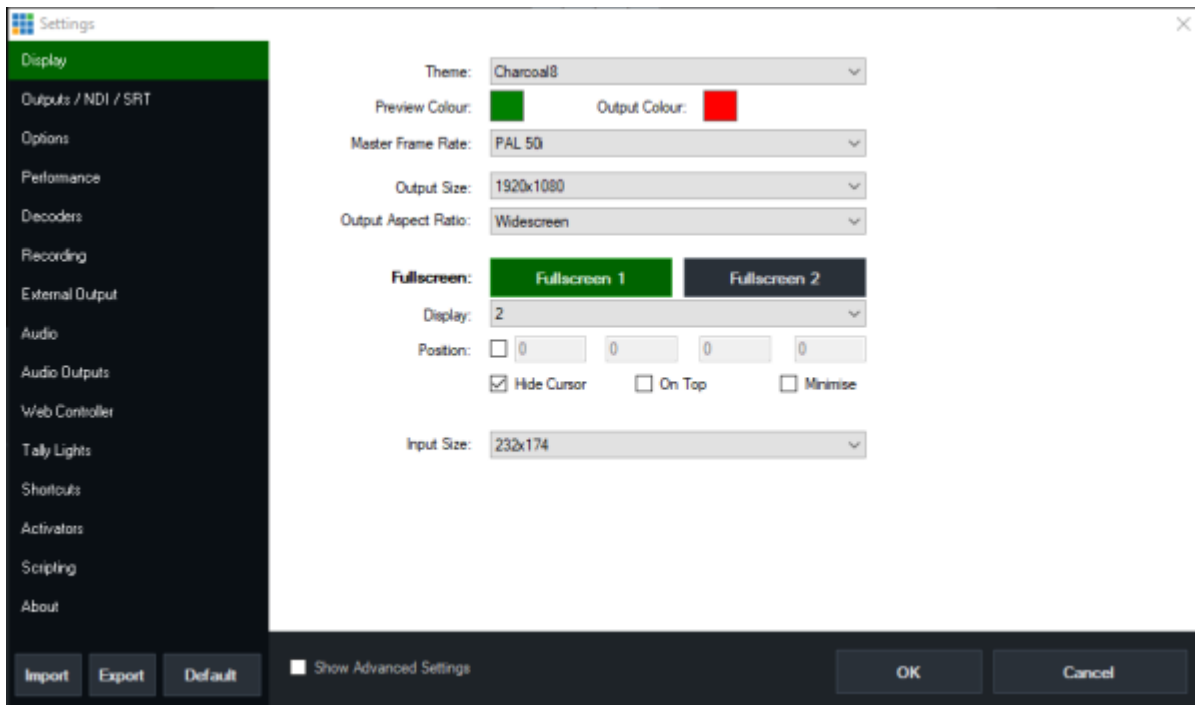 Settings
Display
Outputs / NDI / SRT
Options
Performance
Decoders
Recording
External Output
Audio
Audio Outputs
Web Controller
Tally Lights
Shortcuts
Activators
Scripting
About
Import Export Default
Theme: Charcoal8
Preview Colour: Output Colour:
Master Frame Rate: PAL 50i
Output Size: 1920x1080
Output Aspect Ratio: Widescreen
Fullscreen: Fullscreen 1 Fullscreen 2
Display: 2
Position: 0 0 0 0
Hide Cursor On Top Minimise
Input Size: 232x174
Show Advanced Settings OK Cancel